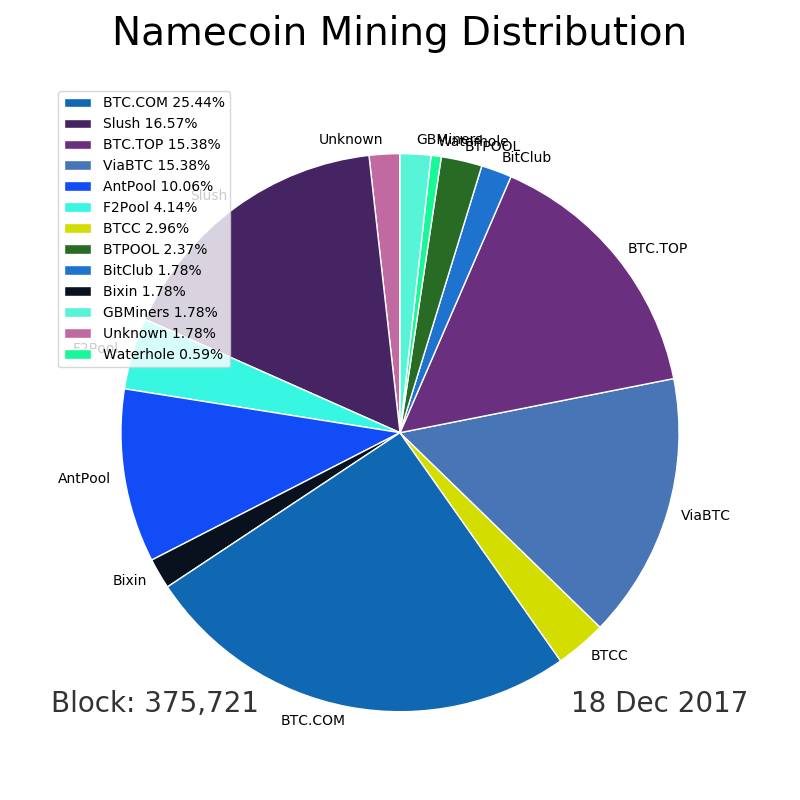 Namecoin Mining Distribution
BTC.COM 25.44%
Slush 16.57%
BTC.TOP 15.38%
ViaBTC 15.38%
AntPool 10.06%
F2Pool 4.14%
BTCC 2.96%
BTPOOL 2.37%
BitClub 1.78%
Bixin 1.78%
GBMiners 1.78%
Unknown 1.78%
Waterhole 0.59%
Unknown
GBMiners
Waterhole
BTPOOL
BitClub
Slush
BTC.TOP
F2Pool
AntPool
ViaBTC
Bixin
BTCC
BTC.COM
Block: 375,721
18 Dec 2017